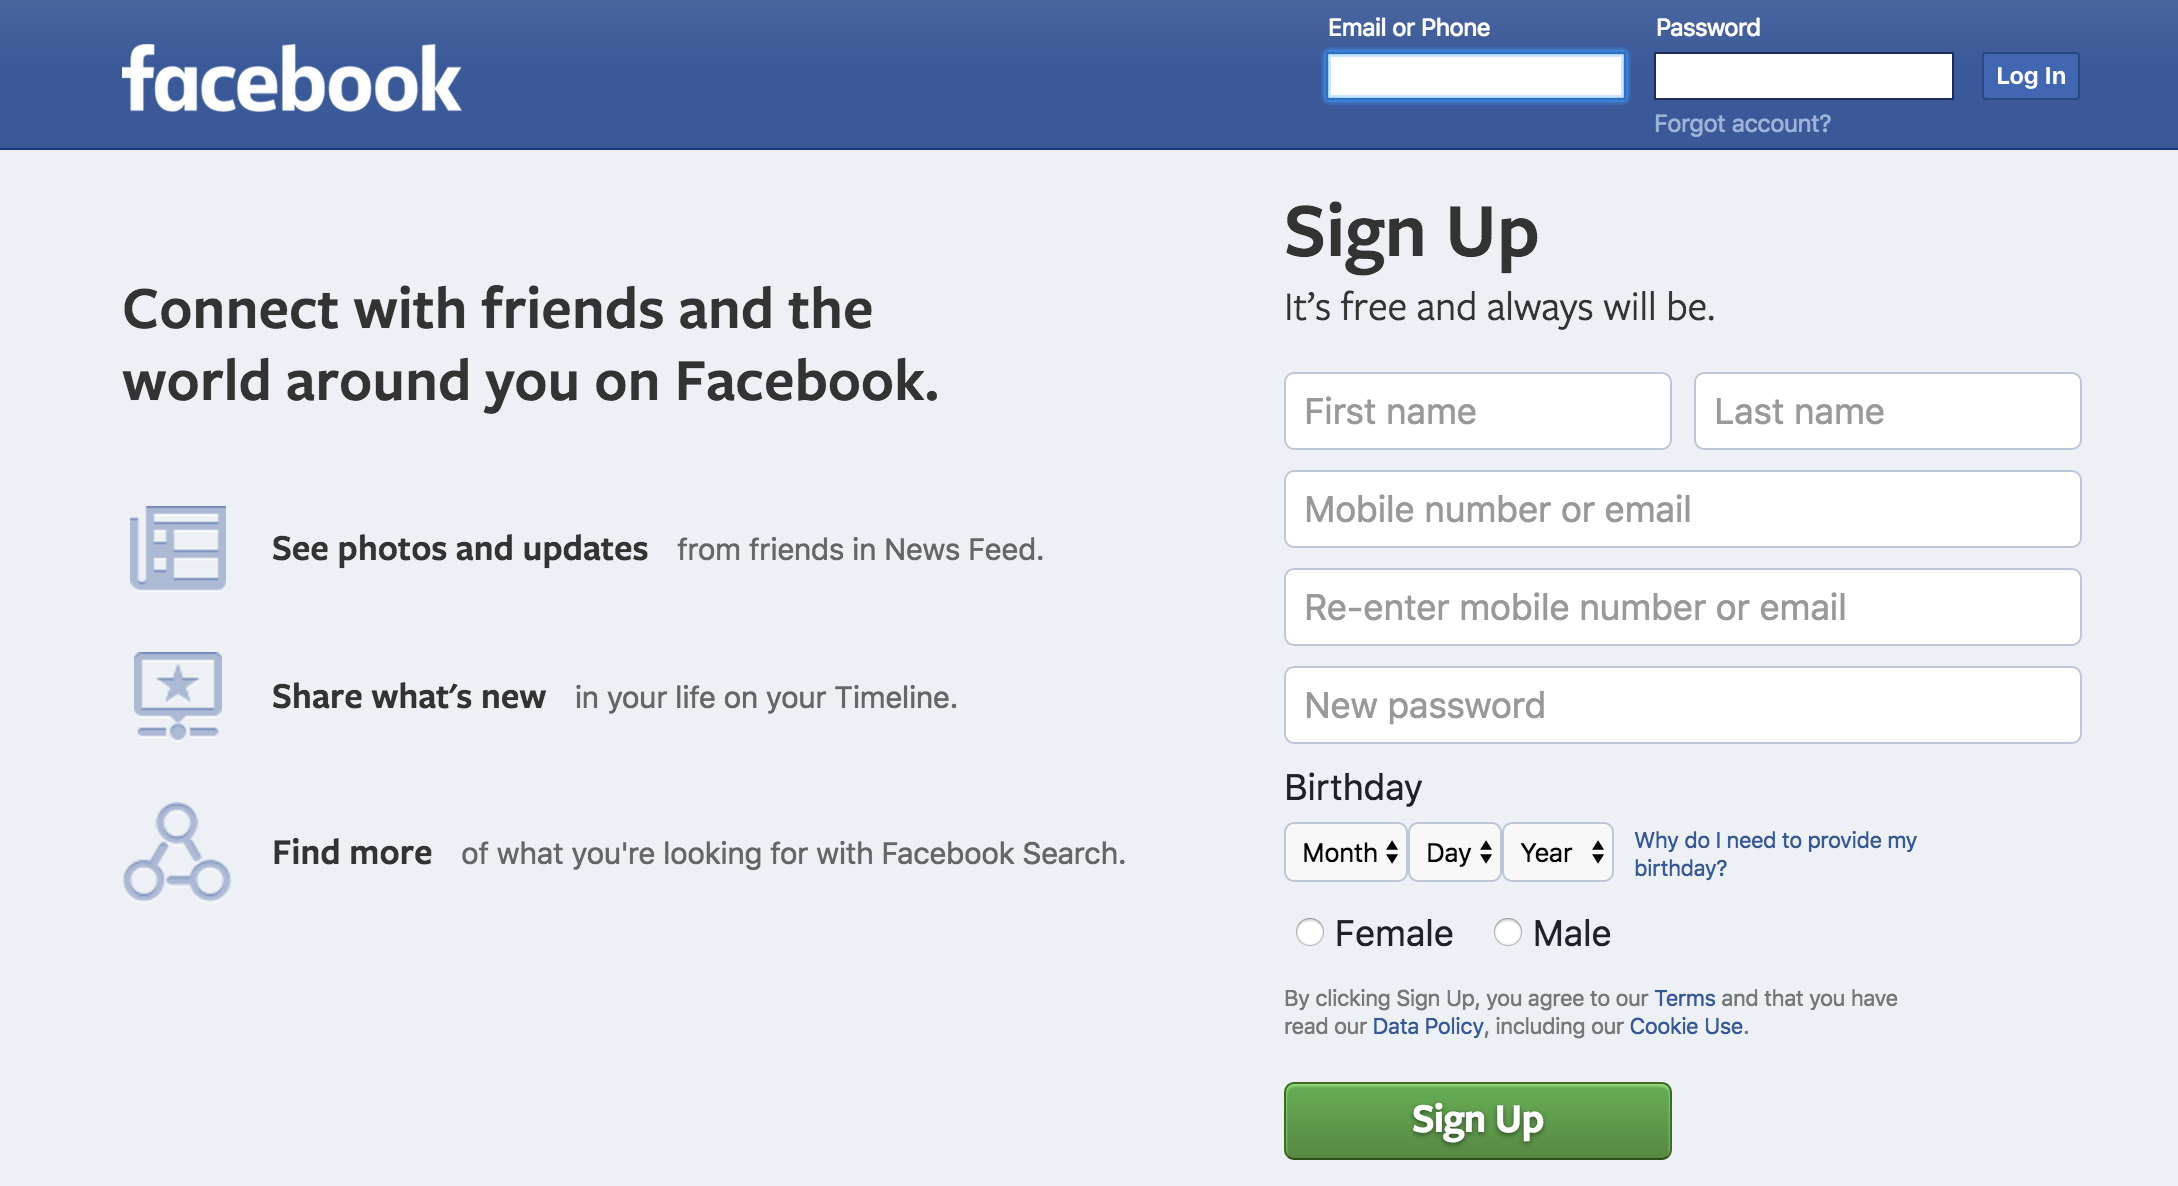 facebook
Email or Phone
Password
Log In
Forgot account?
Connect with friends and the
world around you on Facebook.
See photos and updates from friends in News Feed.
Share what's new in your life on your Timeline.
Find more of what you're looking for with Facebook Search.
Sign Up
It’s free and always will be.
First name
Last name
Mobile number or email
Re-enter mobile number or email
New password
Birthday
Month Day Year
Why do I need to provide my
birthday?
Female Male
By clicking Sign Up, you agree to our Terms and that you have
read our Data Policy, including our Cookie Use.
Sign Up